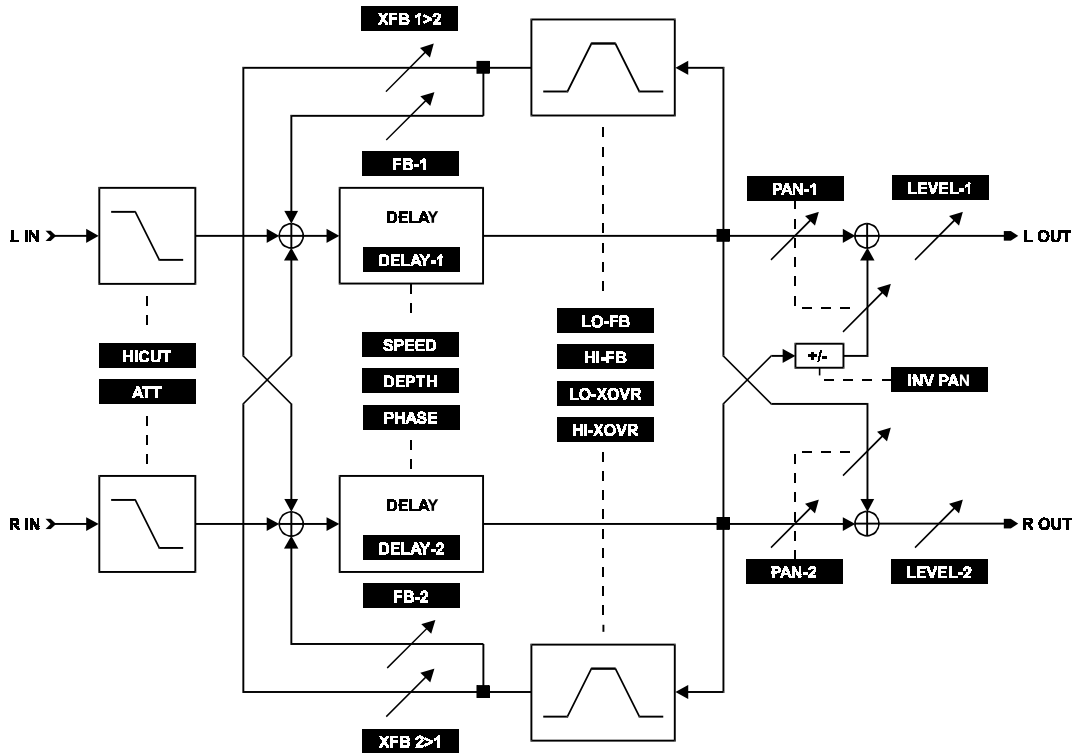 XFB 1>2
FB-1
PAN-1
LEVEL-1
L IN
DELAY
DELAY-1
L OUT
LO-FB
HI-FB
LO-XOVR
HI-XOVR
SPEED
DEPTH
PHASE
HICUT
ATT
+/-
INV PAN
R IN
DELAY
DELAY-2
R OUT
PAN-2
LEVEL-2
FB-2
XFB 2>1